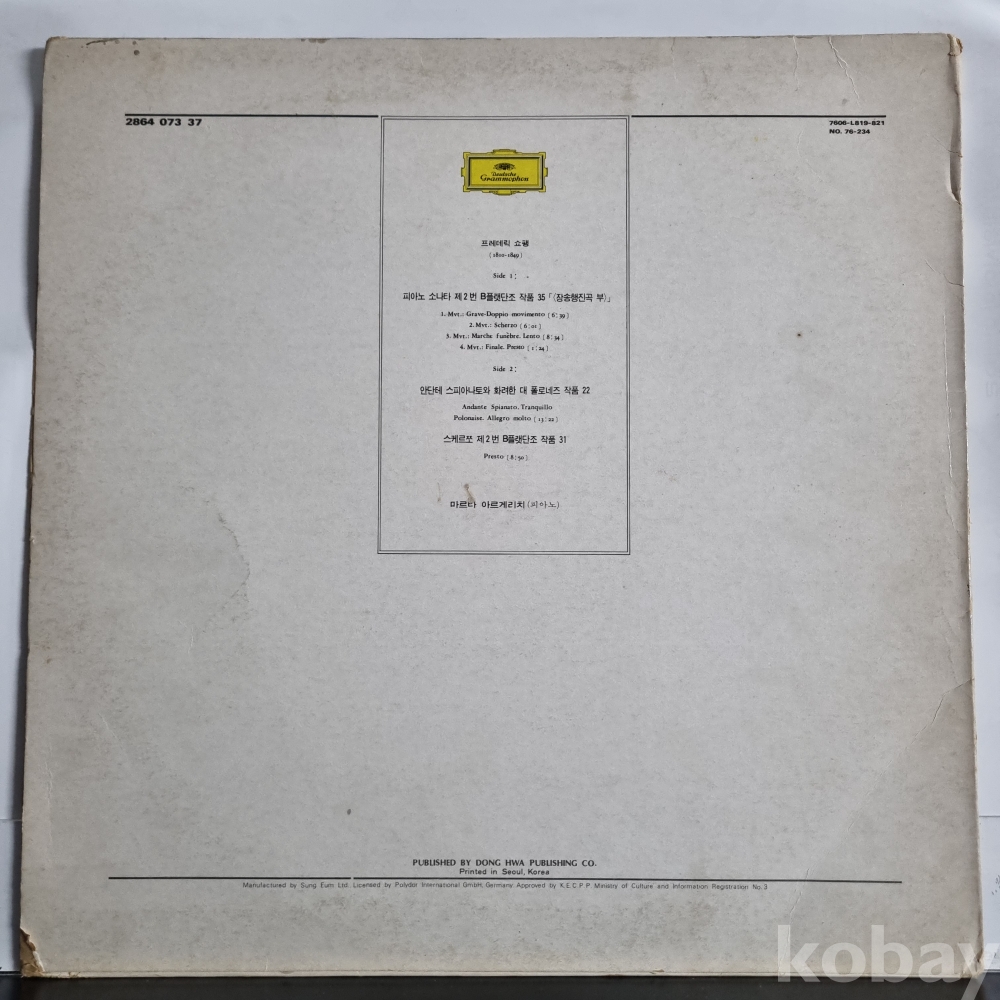 2864 073 37
7606-L819-821
NO. 76-234
Deutsche
Grammophon
프레데릭 쇼팽
(1810-1849)
Side 1:
피아노 소나타 제2번 B플랫단조 작품 35 「(장송행진곡 부)」
1. Mvt.: Grave-Doppio movimento (6:39)
2. Mvt.: Scherzo (6:01)
3. Mvt.: Marche funèbre. Lento (8:34)
4. Mvt.: Finale. Presto (1:24)
Side 2:
안단테 스피아나토와 화려한 대 폴로네즈 작품 22
Andante Spianato. Tranquillo
Polonaise. Allegro molto (13:22)
스케르쪼 제2번 B플랫단조 작품 31
Presto (8:50)
마르타 아르게리치 (피아노)
PUBLISHED BY DONG HWA PUBLISHING CO.
Printed in Seoul, Korea
Manufactured by Sung Eum Ltd. Licensed by Polydor International GmbH, Germany Approved by K.E.C.P.P. Ministry of Culture and Information Registration No.3
kobay